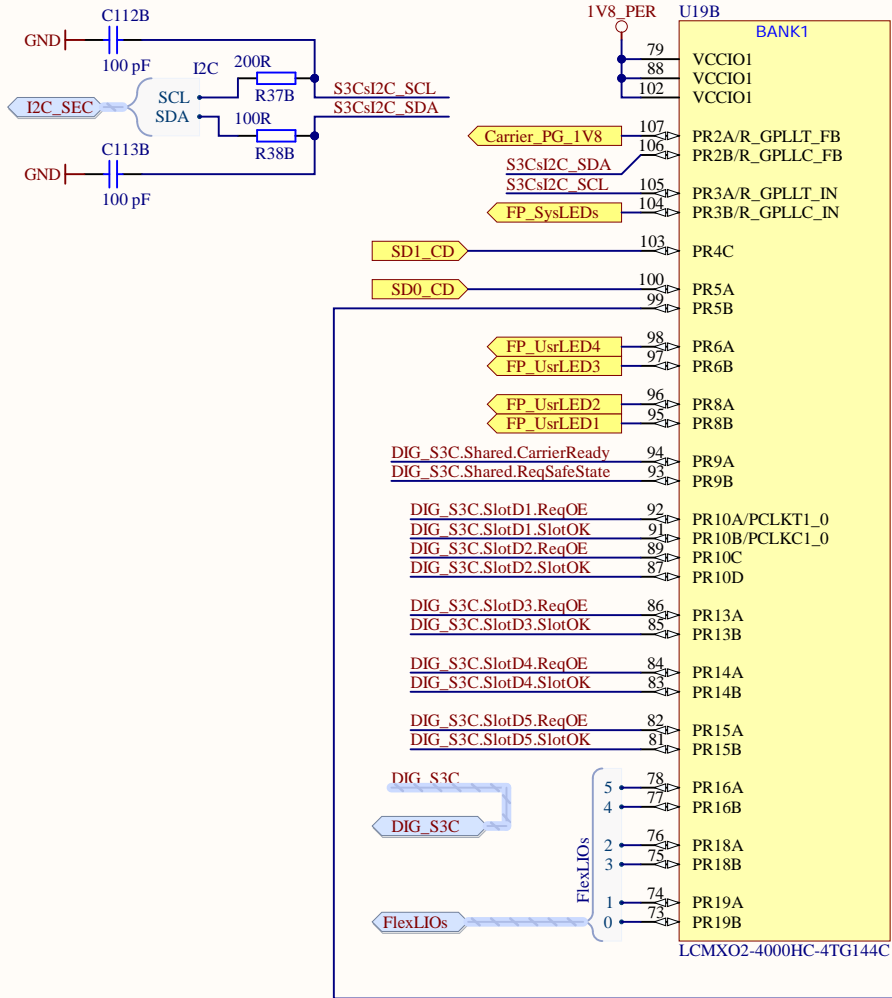 C112B
GND
100 pF
I2C
200R
R37B
I2C_SEC
SCL
SDA
100R
R38B
S3CsI2C_SCL
S3CsI2C_SDA
C113B
GND
100 pF
1V8_PER
U19B
BANK1
79 VCCIO1
88 VCCIO1
102 VCCIO1
Carrier_PG_1V8 107 PR2A/R_GPLLT_FB
S3CsI2C_SDA 106 PR2B/R_GPLLC_FB
S3CsI2C_SCL 105 PR3A/R_GPLLT_IN
FP_SysLEDs 104 PR3B/R_GPLLC_IN
SD1_CD 103 PR4C
SD0_CD 100 PR5A
99 PR5B
FP_UsrLED4 98 PR6A
FP_UsrLED3 97 PR6B
FP_UsrLED2 96 PR8A
FP_UsrLED1 95 PR8B
DIG_S3C.Shared.CarrierReady 94 PR9A
DIG_S3C.Shared.ReqSafeState 93 PR9B
DIG_S3C.SlotD1.ReqOE 92 PR10A/PCLKT1_0
DIG_S3C.SlotD1.SlotOK 91 PR10B/PCLKC1_0
DIG_S3C.SlotD2.ReqOE 89 PR10C
DIG_S3C.SlotD2.SlotOK 87 PR10D
DIG_S3C.SlotD3.ReqOE 86 PR13A
DIG_S3C.SlotD3.SlotOK 85 PR13B
DIG_S3C.SlotD4.ReqOE 84 PR14A
DIG_S3C.SlotD4.SlotOK 83 PR14B
DIG_S3C.SlotD5.ReqOE 82 PR15A
DIG_S3C.SlotD5.SlotOK 81 PR15B
DIG_S3C
DIG_S3C
FlexLIOs
FlexLIOs
5 78 PR16A
4 77 PR16B
2 76 PR18A
3 75 PR18B
1 74 PR19A
0 73 PR19B
LCMXO2-4000HC-4TG144C